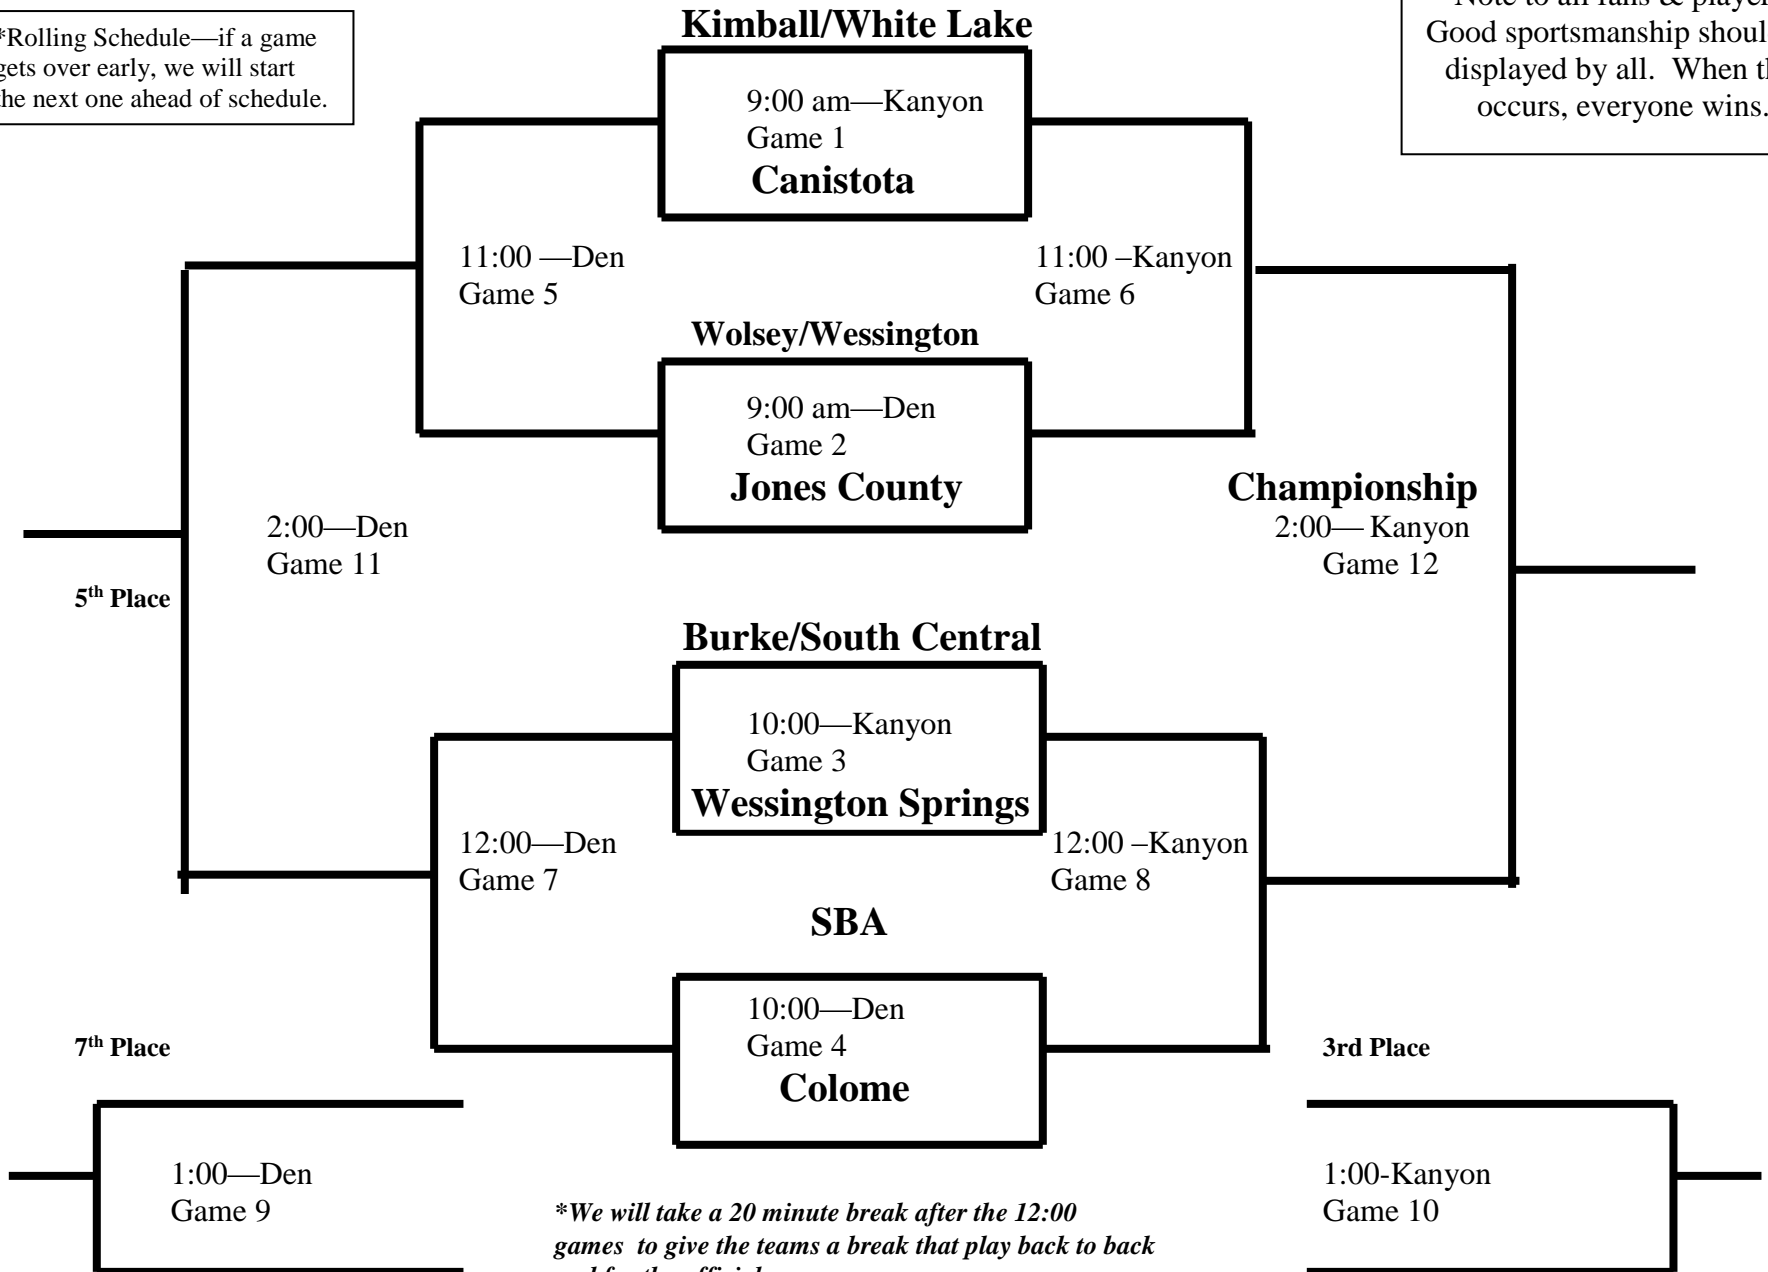 *Rolling Schedule—if a game
gets over early, we will start
the next one ahead of schedule.
Kimball/White Lake
Note to all fans & player
Good sportsmanship shoul
displayed by all. When th
occurs, everyone wins.
9:00 am—Kanyon
Game 1
Canistota
11:00 —Den
Game 5
11:00 –Kanyon
Game 6
Wolsey/Wessington
9:00 am—Den
Game 2
Jones County
2:00—Den
Game 11
5th Place
Championship
2:00— Kanyon
Game 12
Burke/South Central
10:00—Kanyon
Game 3
Wessington Springs
12:00—Den
Game 7
12:00 –Kanyon
Game 8
SBA
10:00—Den
Game 4
Colome
7th Place
3rd Place
1:00—Den
Game 9
1:00-Kanyon
Game 10
*We will take a 20 minute break after the 12:00
games to give the teams a break that play back to back